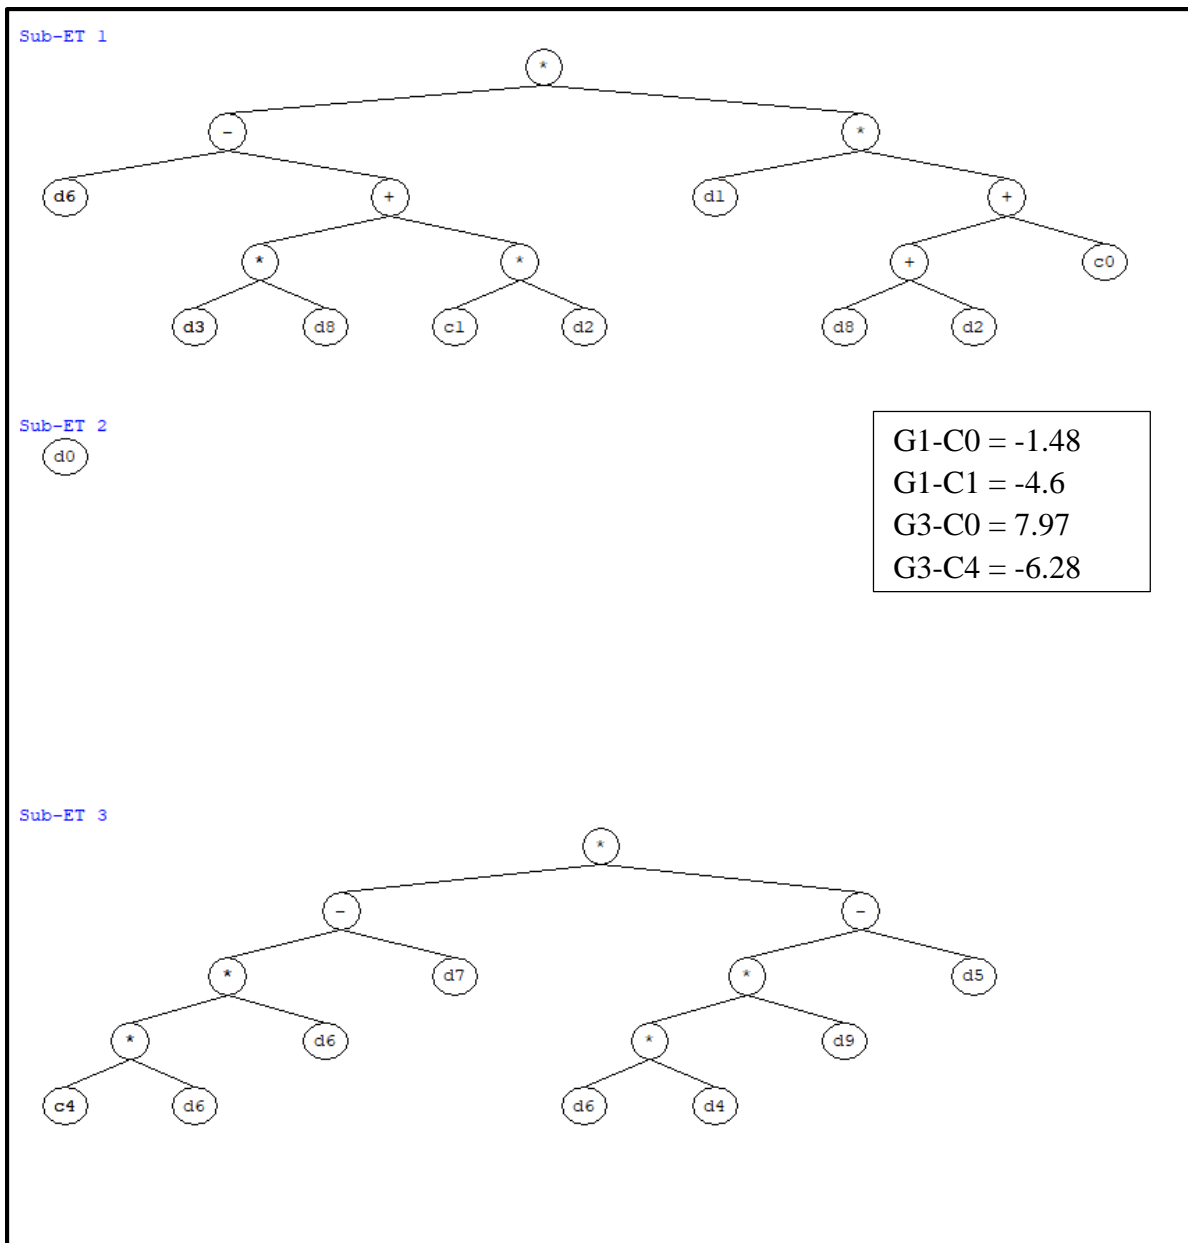 Sub-ET 1
*
- *
d6 + d1 +
* * + c0
d3 d8 c1 d2 d8 d2
Sub-ET 2
d0
G1-C0 = -1.48
G1-C1 = -4.6
G3-C0 = 7.97
G3-C4 = -6.28
Sub-ET 3
*
- -
* d7 * d5
* d6 * d9
c4 d6 d6 d4